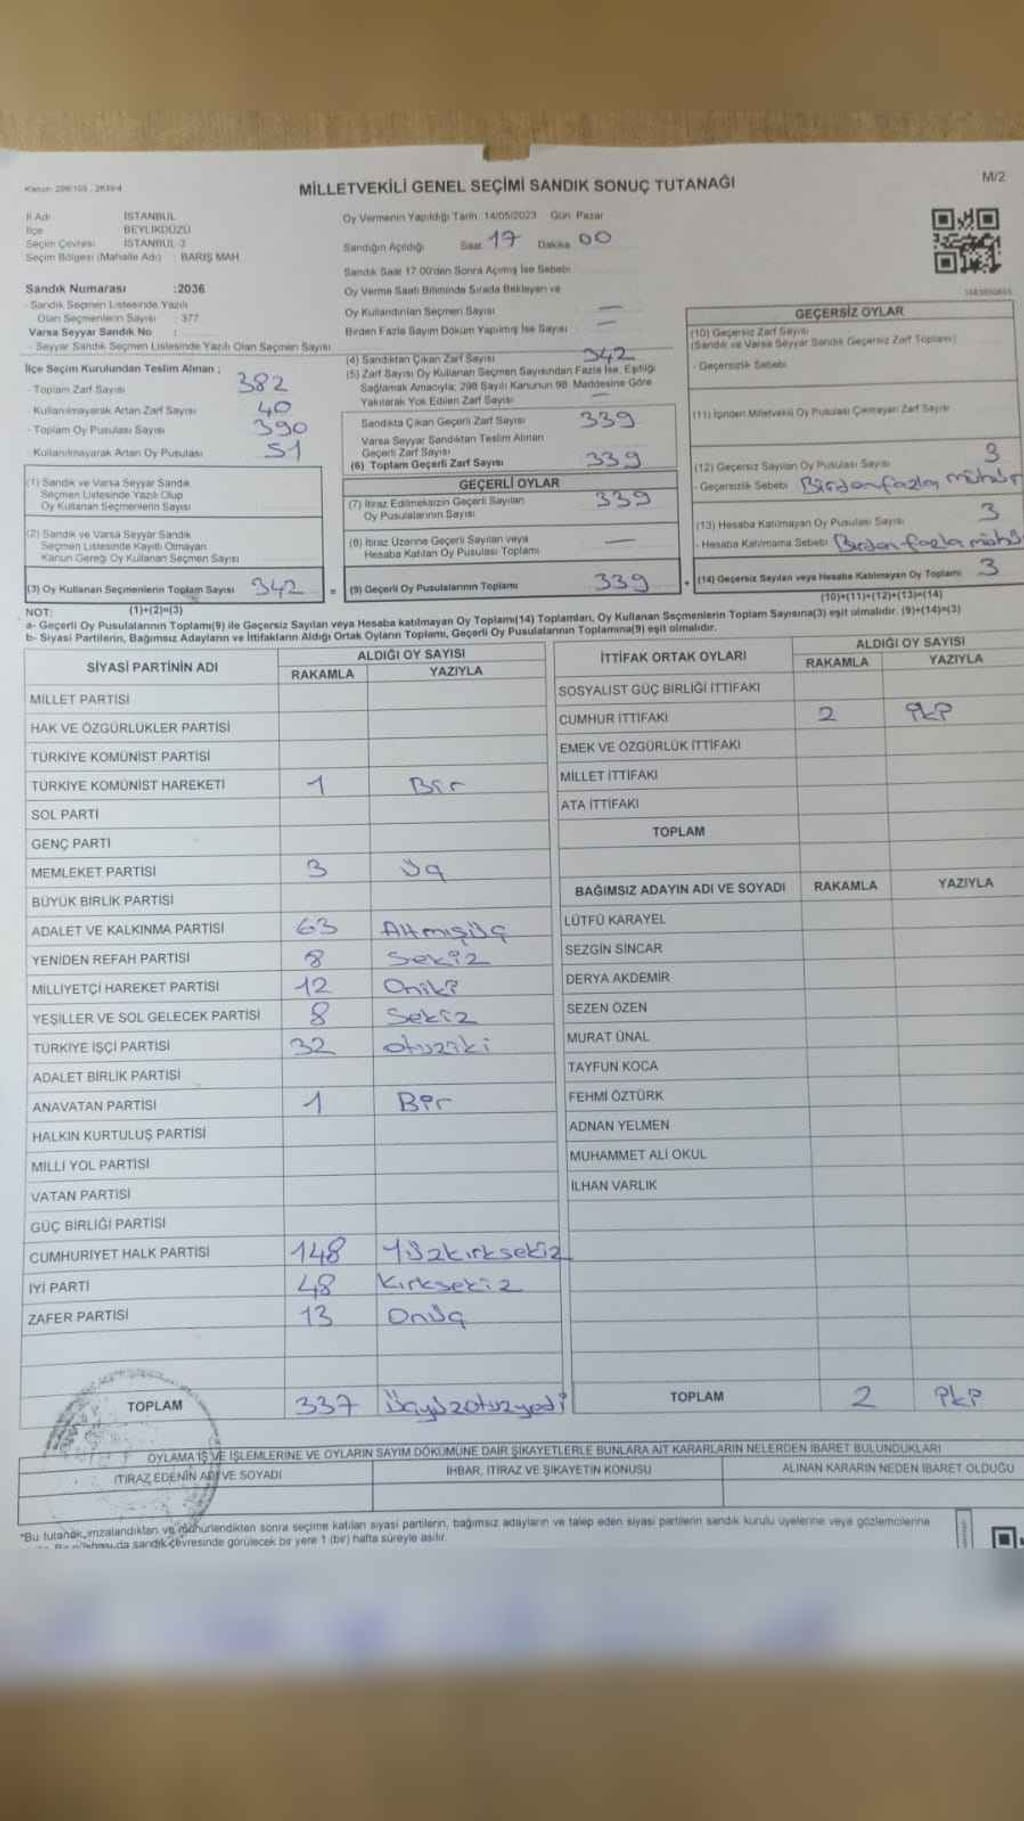 MİLLETVEKİLİ GENEL SEÇİMİ SANDIK SONUÇ TUTANAĞI
M/2
İl Adı : İSTANBUL
İlçe : BEYLİKDÜZÜ
Seçim Çevresi : İSTANBUL-3
Seçim Bölgesi (Mahalle Adı) : BARIŞ MAH.
Sandık Numarası :2036
- Sandık Seçmen Listesinde Yazılı
Olan Seçmenlerin Sayısı : 377
Varsa Seyyar Sandık No :
- Seyyar Sandık Seçmen Listesinde Yazılı Olan Seçmen Sayısı
İlçe Seçim Kurulundan Teslim Alınan ;
- Toplam Zarf Sayısı 382
- Kullanılmayarak Artan Zarf Sayısı 40
- Toplam Oy Pusulası Sayısı 390
- Kullanılmayarak Artan Oy Pusulası 51
(1) Sandık ve Varsa Seyyar Sandık
Seçmen Listesinde Yazılı Olup
Oy Kullanan Seçmenlerin Sayısı
(2) Sandık ve Varsa Seyyar Sandık
Seçmen Listesinde Kayıtlı Olmayan
Kanun Gereği Oy Kullanan Seçmen Sayısı
(3) Oy Kullanan Seçmenlerin Toplam Sayısı 342 =
(1)+(2)=(3)
Oy Vermenin Yapıldığı Tarih :14/05/2023 Gün: Pazar
Sandığın Açıldığı Saat 17 Dakika 00
Sandık Saat 17:00'den Sonra Açılmış İse Sebebi:
Oy Verme Saati Bitiminde Sırada Bekleyen ve
Oy Kullandırılan Seçmen Sayısı : —
Birden Fazla Sayım Döküm Yapılmış İse Sayısı : —
(4) Sandıktan Çıkan Zarf Sayısı 342
(5) Zarf Sayısı Oy Kullanan Seçmen Sayısından Fazla İse, Eşitliği
Sağlamak Amacıyla; 298 Sayılı Kanunun 98. Maddesine Göre
Yakılarak Yok Edilen Zarf Sayısı —
Sandıkta Çıkan Geçerli Zarf Sayısı 339
Varsa Seyyar Sandıktan Teslim Alınan
Geçerli Zarf Sayısı
(6) Toplam Geçerli Zarf Sayısı 339
GEÇERLİ OYLAR
(7) İtiraz Edilmeksizin Geçerli Sayılan
Oy Pusulalarının Sayısı 339
(8) İtiraz Üzerine Geçerli Sayılan veya
Hesaba Katılan Oy Pusulası Toplamı —
(9) Geçerli Oy Pusulalarının Toplamı 339 +
GEÇERSİZ OYLAR
(10) Geçersiz Zarf Sayısı
(Sandık ve Varsa Seyyar Sandık Geçersiz Zarf Toplamı)
- Geçersizlik Sebebi
(11) İçinden Milletvekili Oy Pusulası Çıkmayan Zarf Sayısı
(12) Geçersiz Sayılan Oy Pusulası Sayısı 3
- Geçersizlik Sebebi Birdenfazla mühür
(13) Hesaba Katılmayan Oy Pusulası Sayısı 3
- Hesaba Katılmama Sebebi Birdenfazla
(14) Geçersiz Sayılan veya Hesaba Katılmayan Oy Toplamı 3
(10)+(11)+(12)+(13)=(14)
NOT:
a- Geçerli Oy Pusulalarının Toplamı(9) ile Geçersiz Sayılan veya Hesaba katılmayan Oy Toplamı(14) Toplamları, Oy Kullanan Seçmenlerin Toplam Sayısına(3) eşit olmalıdır. (9)+(14)=(3)
b- Siyasi Partilerin, Bağımsız Adayların ve İttifakların Aldığı Ortak Oyların Toplamı, Geçerli Oy Pusulalarının Toplamına(9) eşit olmalıdır.
SİYASİ PARTİNİN ADI
ALDIĞI OY SAYISI
RAKAMLA YAZIYLA
MİLLET PARTİSİ
HAK VE ÖZGÜRLÜKLER PARTİSİ
TÜRKİYE KOMÜNİST PARTİSİ
TÜRKİYE KOMÜNİST HAREKETİ 1 Bir
SOL PARTİ
GENÇ PARTİ
MEMLEKET PARTİSİ 3 Üç
BÜYÜK BİRLİK PARTİSİ
ADALET VE KALKINMA PARTİSİ 63 Altmışüç
YENİDEN REFAH PARTİSİ 8 Sekiz
MİLLİYETÇİ HAREKET PARTİSİ 12 Oniki
YEŞİLLER VE SOL GELECEK PARTİSİ 8 Sekiz
TÜRKİYE İŞÇİ PARTİSİ 32 otuziki
ADALET BİRLİK PARTİSİ
ANAVATAN PARTİSİ 1 Bir
HALKIN KURTULUŞ PARTİSİ
MİLLİ YOL PARTİSİ
VATAN PARTİSİ
GÜÇ BİRLİĞİ PARTİSİ
CUMHURİYET HALK PARTİSİ 148 Yüzkırksekiz
İYİ PARTİ 48 Kırksekiz
ZAFER PARTİSİ 13 Onüç
TOPLAM 337 Üçyüzotuzyedi
İTTİFAK ORTAK OYLARI
ALDIĞI OY SAYISI
RAKAMLA YAZIYLA
SOSYALİST GÜÇ BİRLİĞİ İTTİFAKI
CUMHUR İTTİFAKI 2 iki
EMEK VE ÖZGÜRLÜK İTTİFAKI
MİLLET İTTİFAKI
ATA İTTİFAKI
TOPLAM
BAĞIMSIZ ADAYIN ADI VE SOYADI RAKAMLA YAZIYLA
LÜTFÜ KARAYEL
SEZGİN SİNCAR
DERYA AKDEMİR
SEZEN ÖZEN
MURAT ÜNAL
TAYFUN KOCA
FEHMİ ÖZTÜRK
ADNAN YELMEN
MUHAMMET ALİ OKUL
İLHAN VARLIK
TOPLAM 2 iki
OYLAMA İŞ VE İŞLEMLERİNE VE OYLARIN SAYIM DÖKÜMÜNE DAİR ŞİKAYETLERLE BUNLARA AİT KARARLARIN NELERDEN İBARET BULUNDUKLARI
İTİRAZ EDENİN ADI VE SOYADI İHBAR, İTİRAZ VE ŞİKAYETİN KONUSU ALINAN KARARIN NEDEN İBARET OLDUĞU
*Bu tutanak, imzalandıktan ve mühürlendikten sonra seçime katılan siyasi partilerin, bağımsız adayların ve talep eden siyasi partilerin sandık kurulu üyelerine veya gözlemcilerine
da sandık çevresinde görülecek bir yere 1 (bir) hafta süreyle asılır.